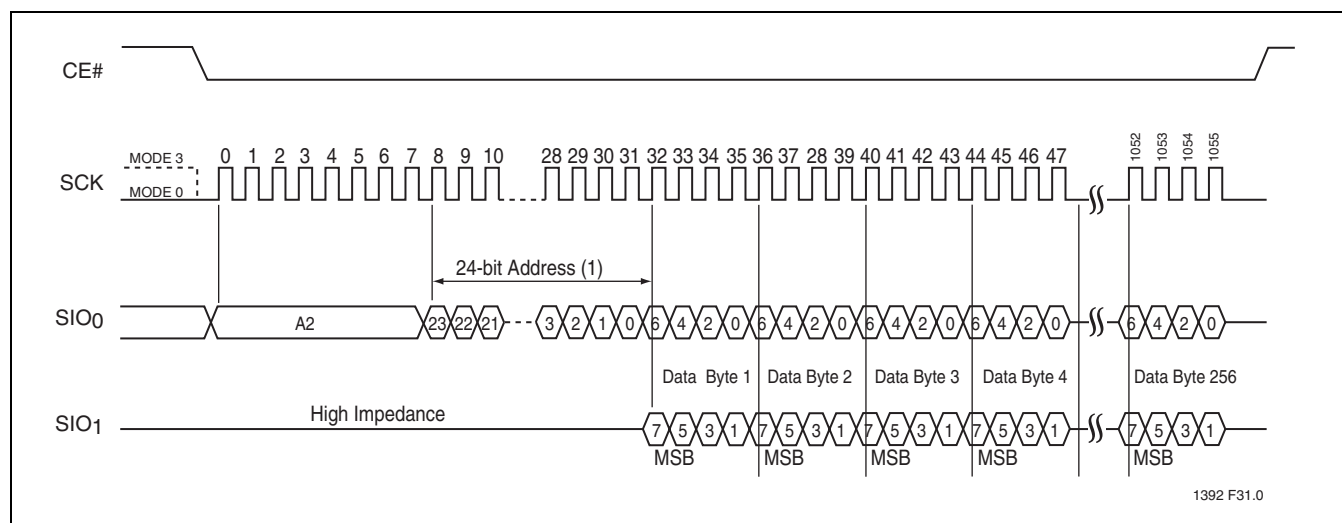 CE#
MODE 3
0 1 2 3 4 5 6 7 8 9 10 28 29 30 31 32 33 34 35 36 37 28 39 40 41 42 43 44 45 46 47 1052 1053 1054 1055
SCK
MODE 0
24-bit Address (1)
SIO0 A2 23 22 21 3 2 1 0 6 4 2 0 6 4 2 0 6 4 2 0 6 4 2 0 6 4 2 0
Data Byte 1 Data Byte 2 Data Byte 3 Data Byte 4 Data Byte 256
High Impedance
SIO1 7 5 3 1 7 5 3 1 7 5 3 1 7 5 3 1 7 5 3 1
MSB MSB MSB MSB MSB
1392 F31.0